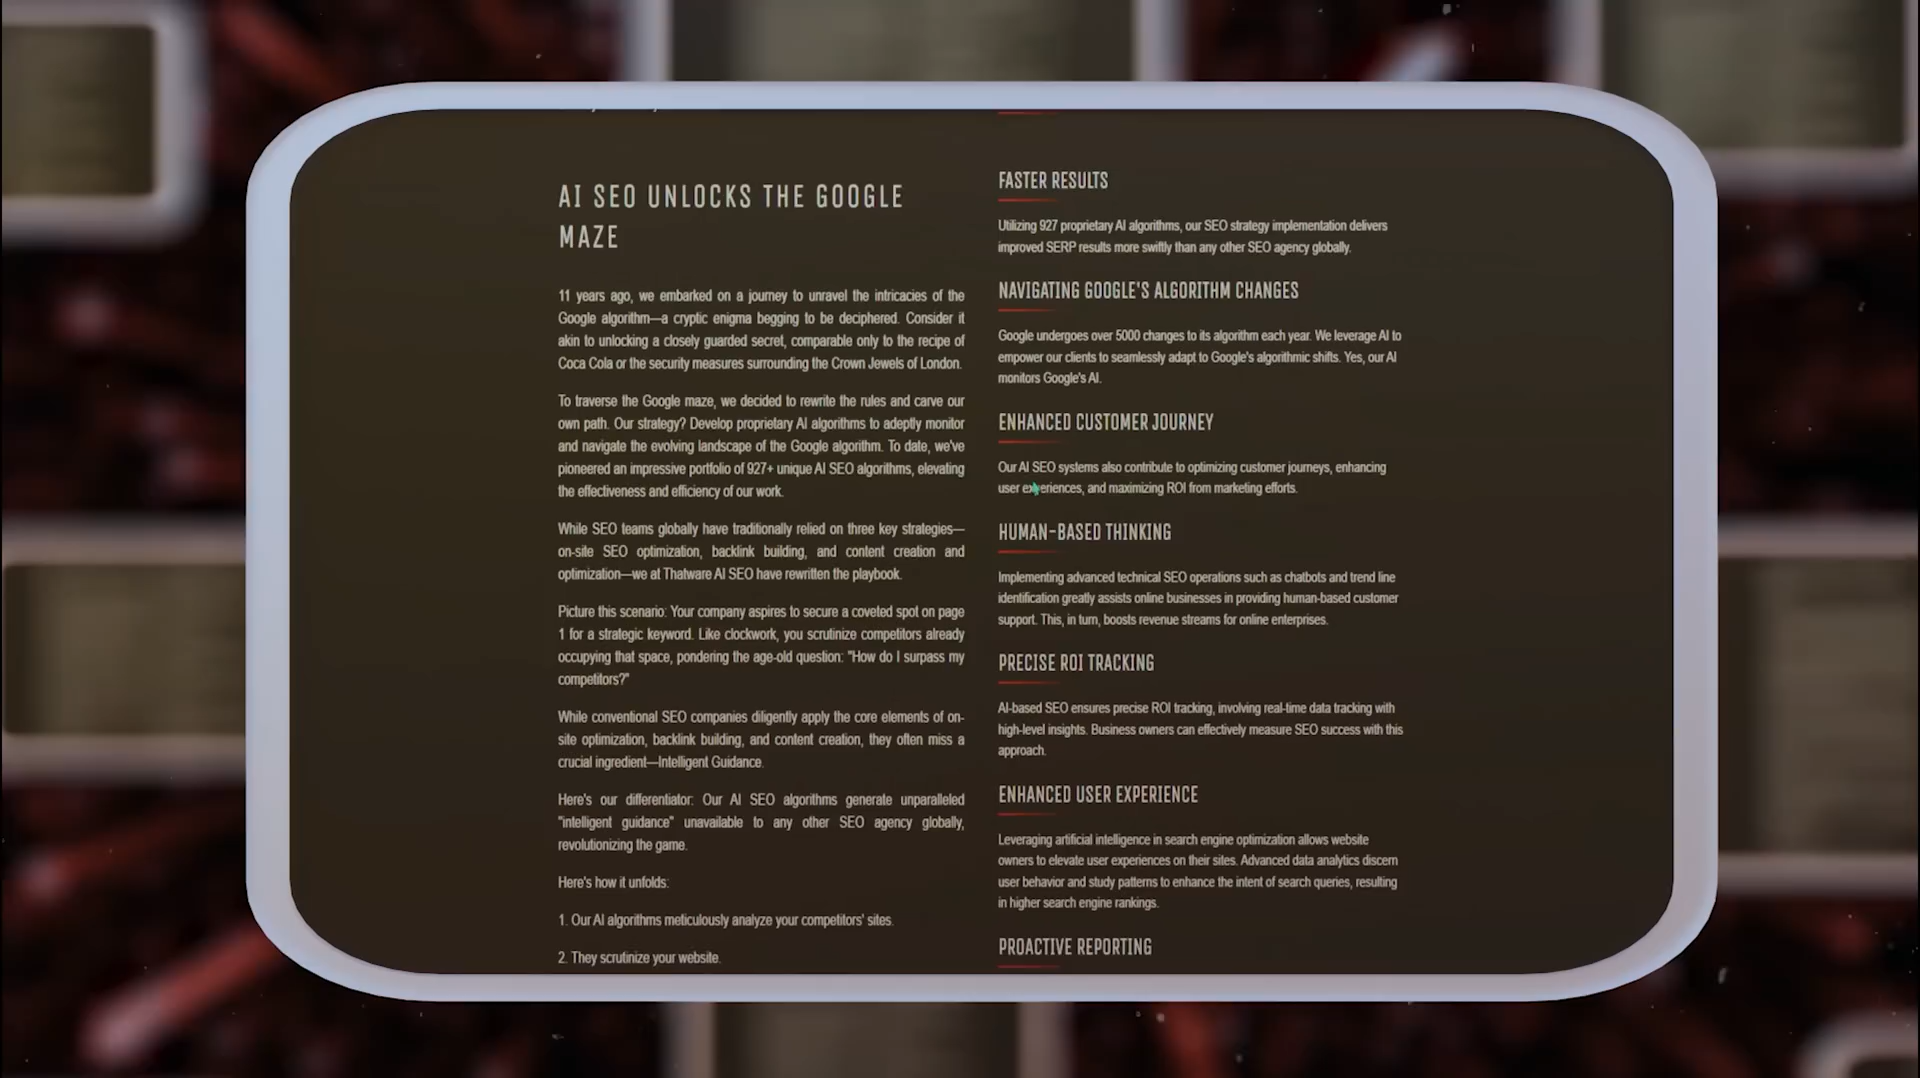 AI SEO UNLOCKS THE GOOGLE
MAZE
11 years ago, we embarked on a journey to unravel the intricacies of the
Google algorithm—a cryptic enigma begging to be deciphered. Consider it
akin to unlocking a closely guarded secret, comparable only to the recipe of
Coca Cola or the security measures surrounding the Crown Jewels of London.
To traverse the Google maze, we decided to rewrite the rules and carve our
own path. Our strategy? Develop proprietary AI algorithms to adeptly monitor
and navigate the evolving landscape of the Google algorithm. To date, we've
pioneered an impressive portfolio of 927+ unique AI SEO algorithms, elevating
the effectiveness and efficiency of our work.
While SEO teams globally have traditionally relied on three key strategies—
on-site SEO optimization, backlink building, and content creation and
optimization—we at Thatware AI SEO have rewritten the playbook.
Picture this scenario: Your company aspires to secure a coveted spot on page
1 for a strategic keyword. Like clockwork, you scrutinize competitors already
occupying that space, pondering the age-old question: "How do I surpass my
competitors?"
While conventional SEO companies diligently apply the core elements of on-
site optimization, backlink building, and content creation, they often miss a
crucial ingredient—Intelligent Guidance.
Here's our differentiator: Our AI SEO algorithms generate unparalleled
"intelligent guidance" unavailable to any other SEO agency globally,
revolutionizing the game.
Here's how it unfolds:
1. Our AI algorithms meticulously analyze your competitors' sites.
2. They scrutinize your website.
FASTER RESULTS
Utilizing 927 proprietary AI algorithms, our SEO strategy implementation delivers
improved SERP results more swiftly than any other SEO agency globally.
NAVIGATING GOOGLE'S ALGORITHM CHANGES
Google undergoes over 5000 changes to its algorithm each year. We leverage AI to
empower our clients to seamlessly adapt to Google's algorithmic shifts. Yes, our AI
monitors Google's AI.
ENHANCED CUSTOMER JOURNEY
Our AI SEO systems also contribute to optimizing customer journeys, enhancing
user experiences, and maximizing ROI from marketing efforts.
HUMAN-BASED THINKING
Implementing advanced technical SEO operations such as chatbots and trend line
identification greatly assists online businesses in providing human-based customer
support. This, in turn, boosts revenue streams for online enterprises.
PRECISE ROI TRACKING
AI-based SEO ensures precise ROI tracking, involving real-time data tracking with
high-level insights. Business owners can effectively measure SEO success with this
approach.
ENHANCED USER EXPERIENCE
Leveraging artificial intelligence in search engine optimization allows website
owners to elevate user experiences on their sites. Advanced data analytics discern
user behavior and study patterns to enhance the intent of search queries, resulting
in higher search engine rankings.
PROACTIVE REPORTING